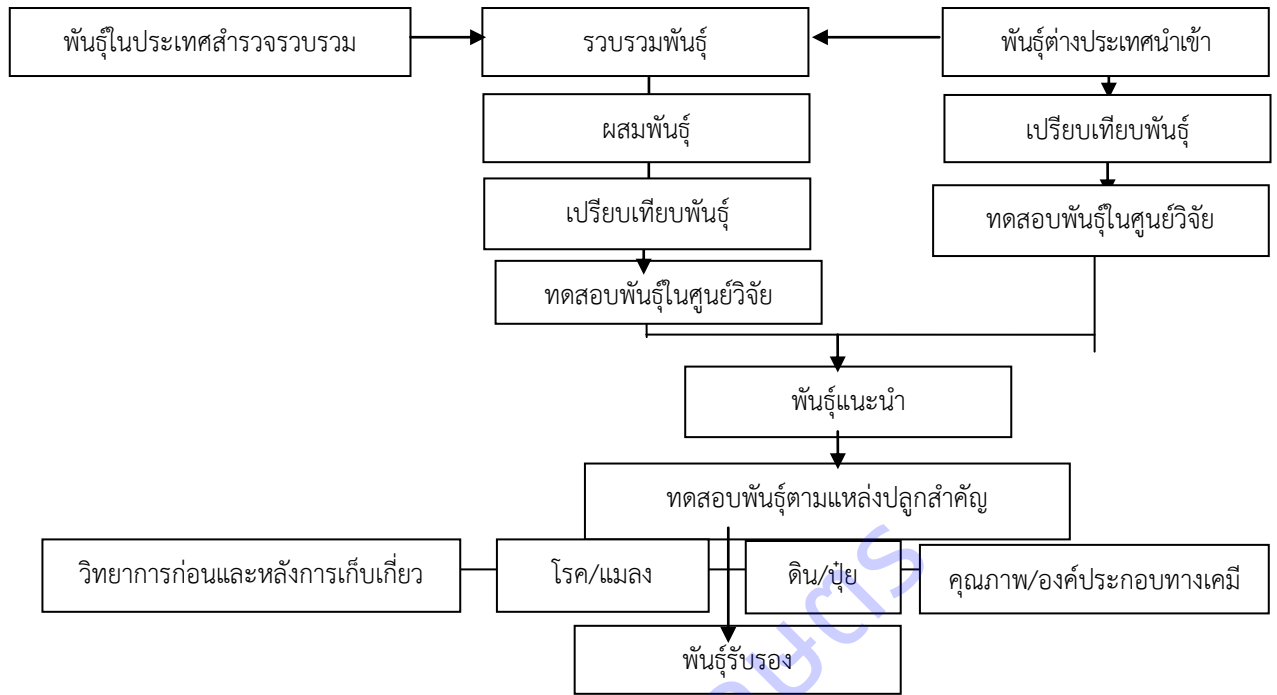 พันธุ์ในประเทศสำรวจรวบรวม
รวบรวมพันธุ์
พันธุ์ต่างประเทศนำเข้า
ผสมพันธุ์
เปรียบเทียบพันธุ์
เปรียบเทียบพันธุ์
ทดสอบพันธุ์ในศูนย์วิจัย
ทดสอบพันธุ์ในศูนย์วิจัย
พันธุ์แนะนำ
ทดสอบพันธุ์ตามแหล่งปลูกสำคัญ
วิทยาการก่อนและหลังการเก็บเกี่ยว
โรค/แมลง
ดิน/ปุ๋ย
คุณภาพ/องค์ประกอบทางเคมี
พันธุ์รับรอง